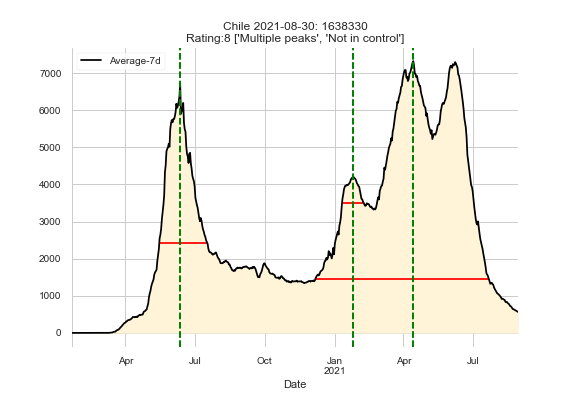 Chile 2021-08-30: 1638330
Rating:8 ['Multiple peaks', 'Not in control']
Average-7d
7000
6000
5000
4000
3000
2000
1000
0
Apr Jul Oct Jan Apr Jul
2021
Date